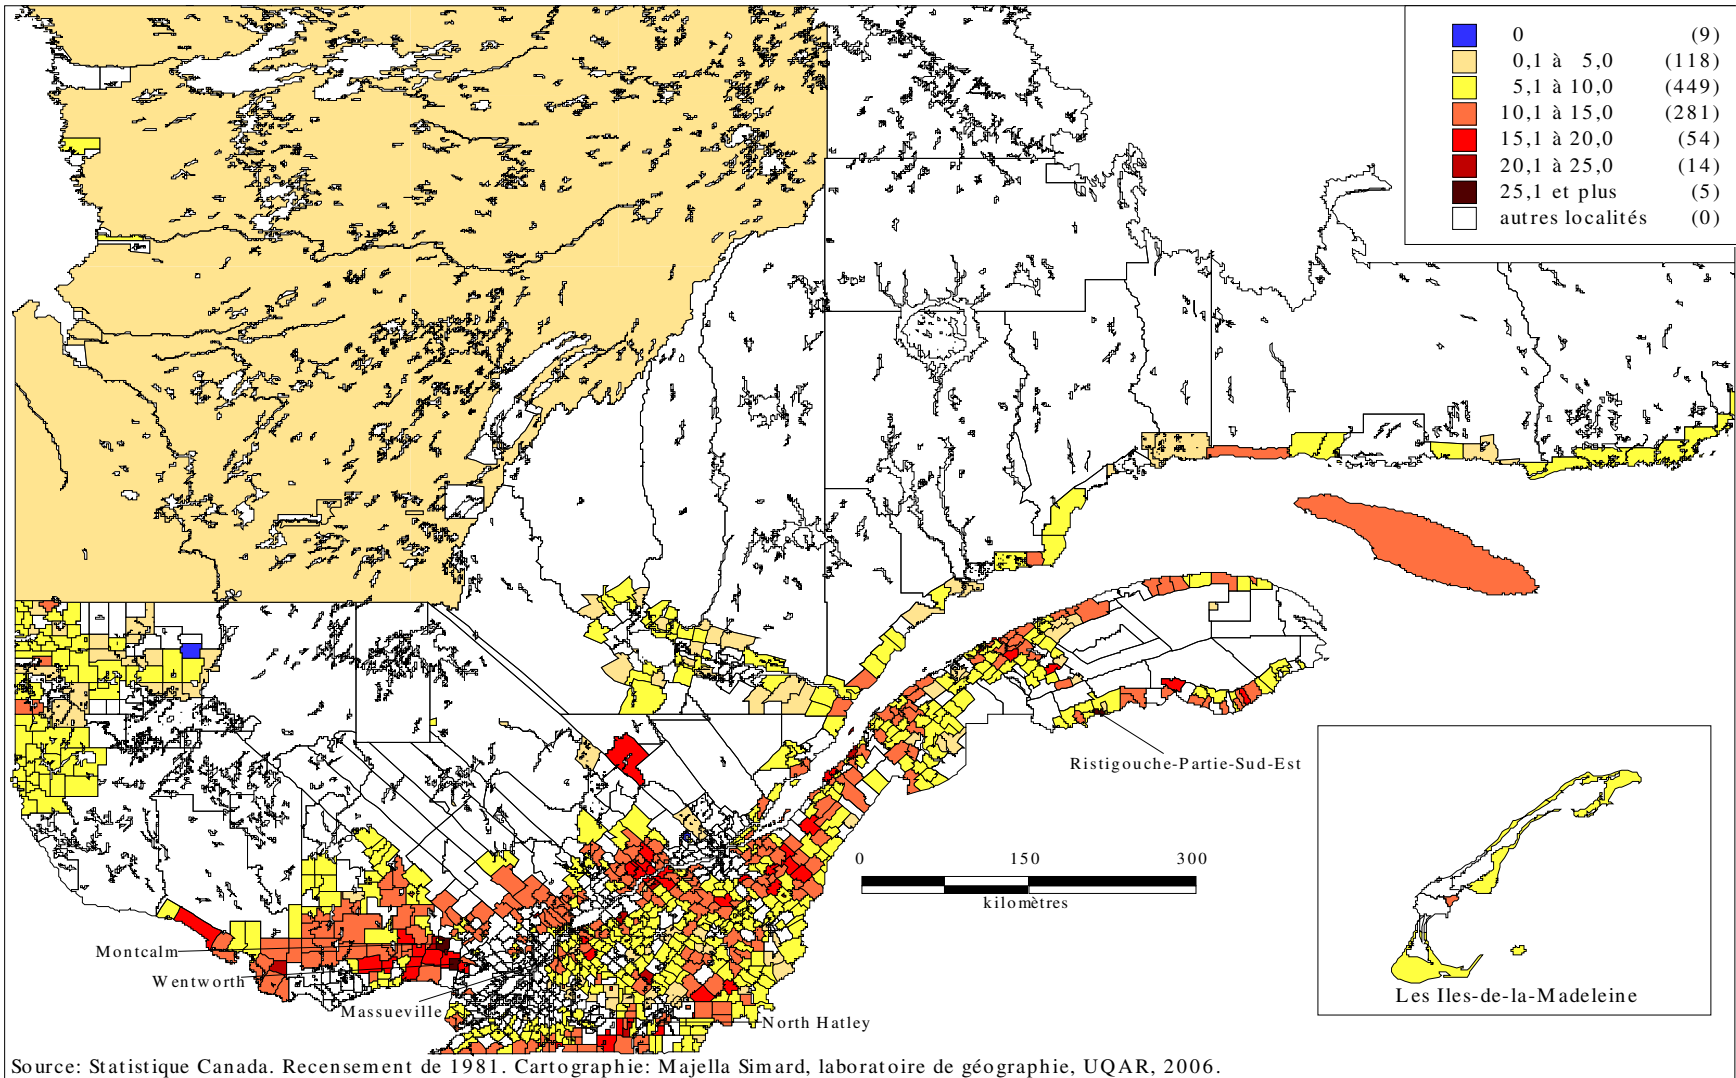 0 (9)
0,1 à 5,0 (118)
5,1 à 10,0 (449)
10,1 à 15,0 (281)
15,1 à 20,0 (54)
20,1 à 25,0 (14)
25,1 et plus (5)
autres localités (0)
Ristigouche-Partie-Sud-Est
0 150 300
kilomètres
Montcalm
Wentworth
Massueville
North Hatley
Les Iles-de-la-Madeleine
Source: Statistique Canada. Recensement de 1981. Cartographie: Majella Simard, laboratoire de géographie, UQAR, 2006.